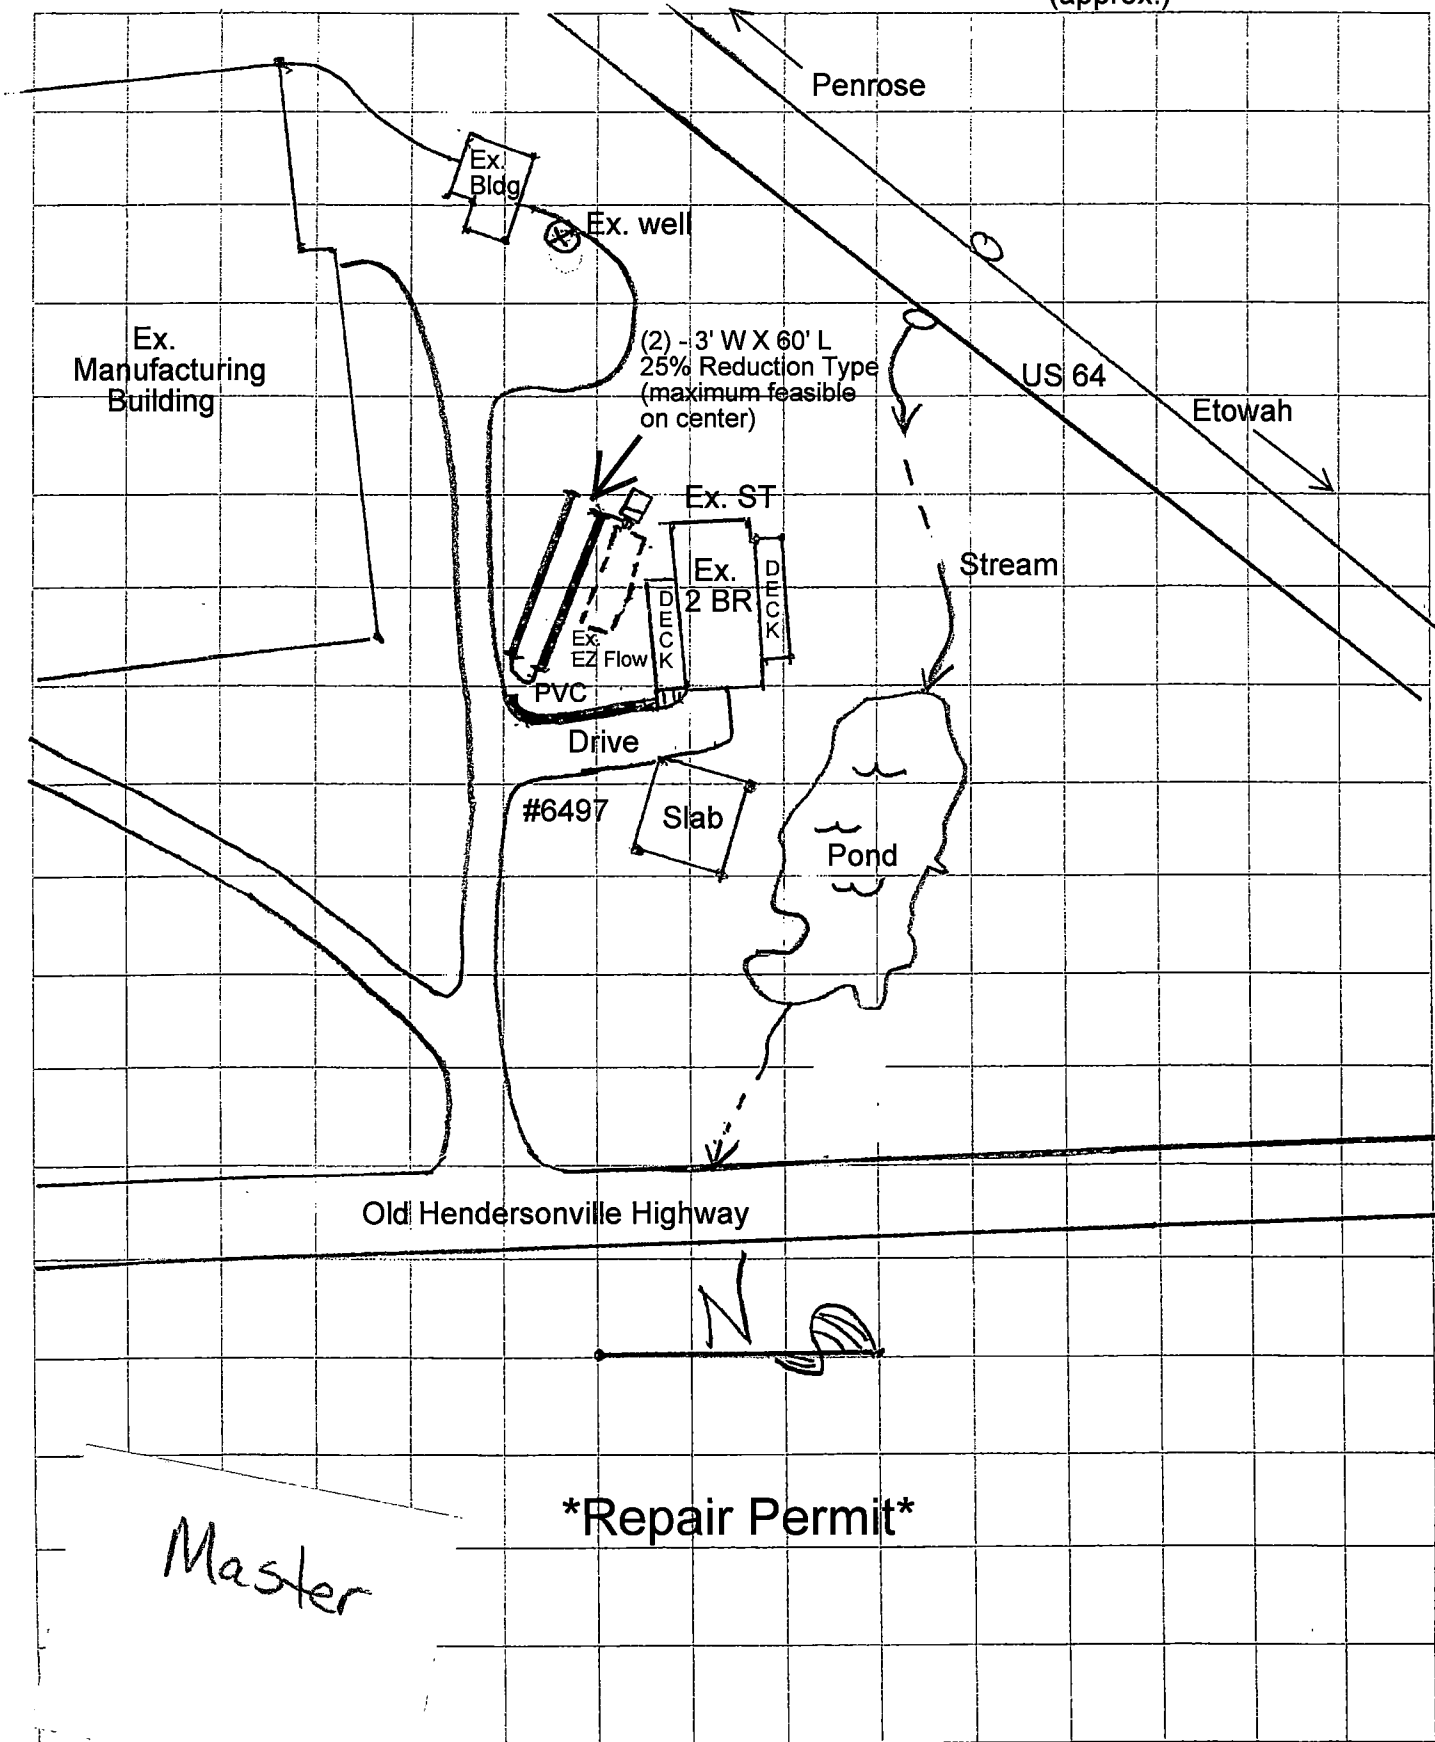 (approx.)
Penrose
Ex.
Bldg
Ex. well
Ex.
Manufacturing
Building
(2) - 3' W X 60' L
25% Reduction Type
(maximum feasible
on center)
US 64
Etowah
Ex. ST
Stream
Ex.
2 BR
DECK
DECK
Ex.
EZ Flow
PVC
Drive
#6497
Slab
Pond
Old Hendersonville Highway
N
*Repair Permit*
Master